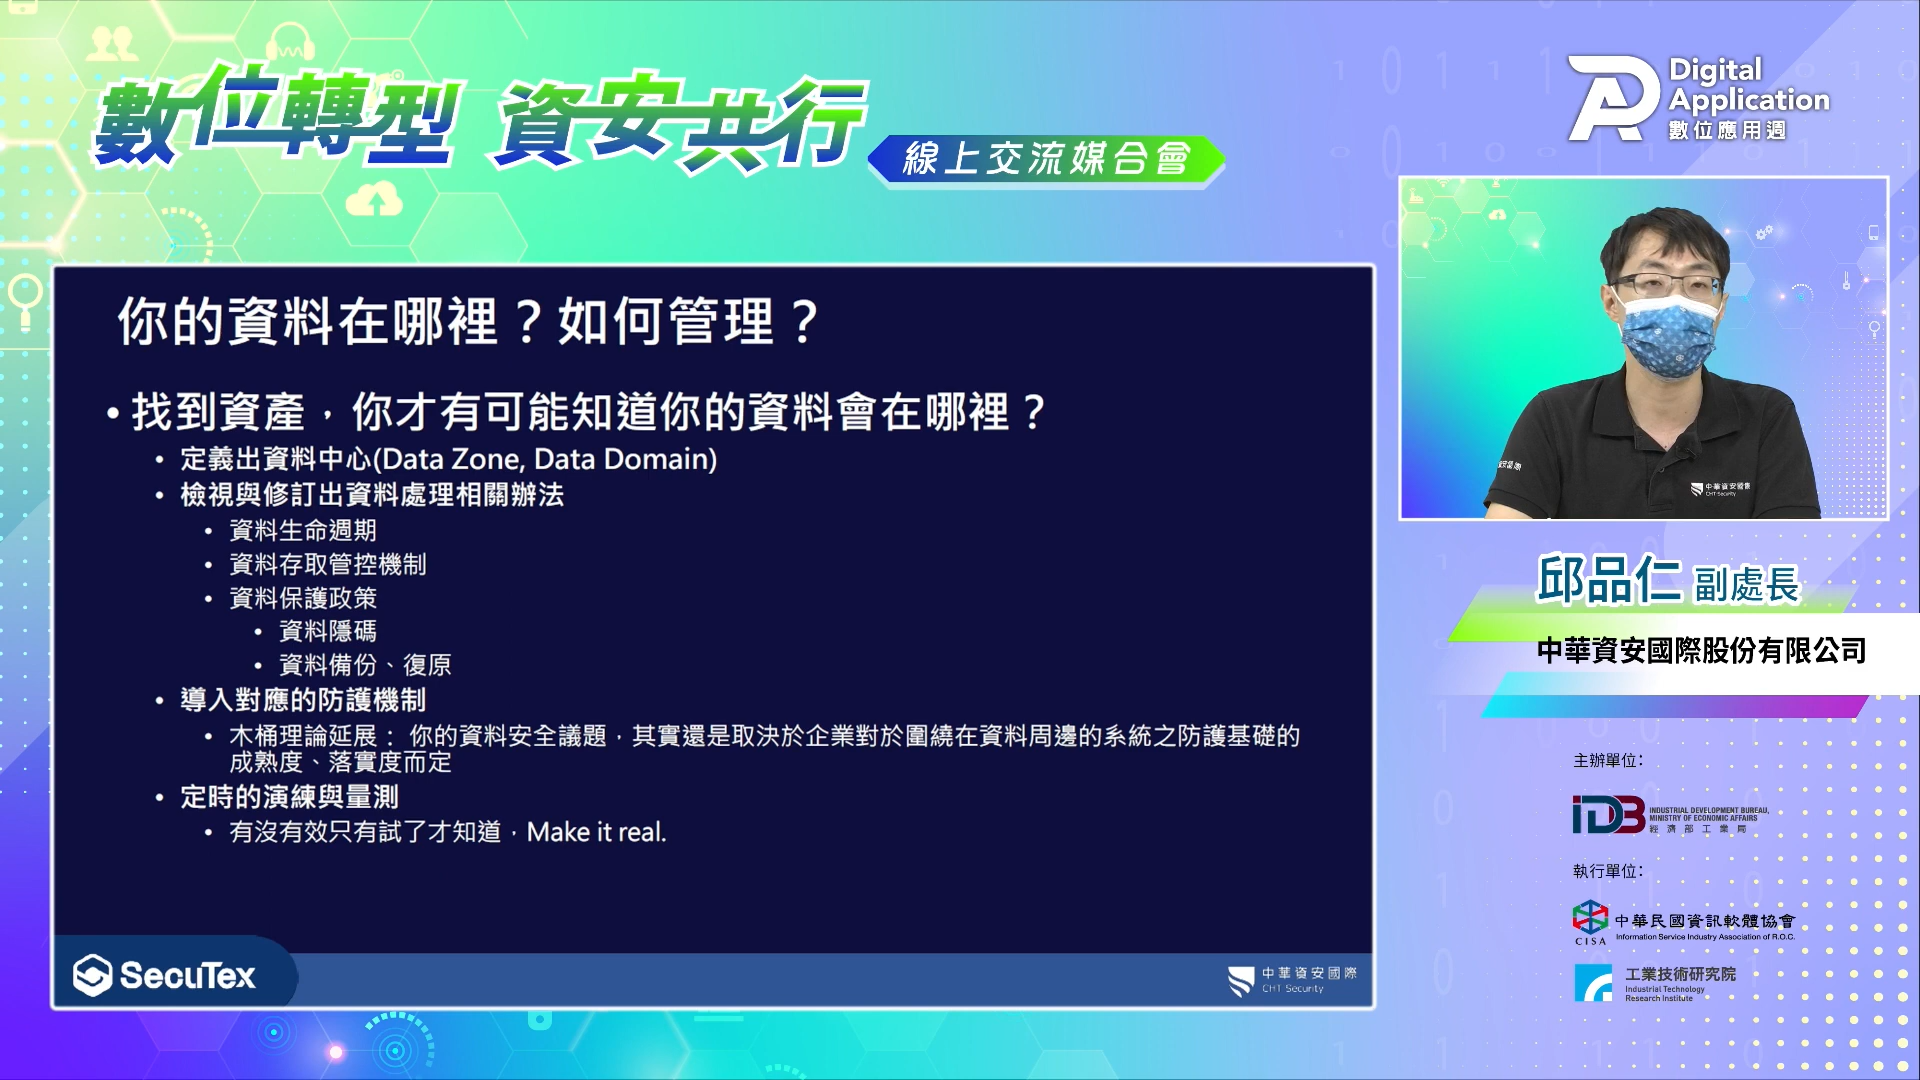 數位轉型 資安共行
線上交流媒合會
Digital
Application
數位應用週
你的資料在哪裡？如何管理？
• 找到資產，你才有可能知道你的資料會在哪裡？
• 定義出資料中心(Data Zone, Data Domain)
• 檢視與修訂出資料處理相關辦法
• 資料生命週期
• 資料存取管控機制
• 資料保護政策
• 資料隱碼
• 資料備份、復原
• 導入對應的防護機制
• 木桶理論延展： 你的資料安全議題，其實還是取決於企業對於圍繞在資料周邊的系統之防護基礎的
成熟度、落實度而定
• 定時的演練與量測
• 有沒有效只有試了才知道，Make it real.
SecuTex
中華資安國際
CHT Security
中華資安國際
CHT Security
邱品仁 副處長
中華資安國際股份有限公司
主辦單位：
IDB
INDUSTRIAL DEVELOPMENT BUREAU,
MINISTRY OF ECONOMIC AFFAIRS
經濟部工業局
執行單位：
CISA
中華民國資訊軟體協會
Information Service Industry Association of R.O.C.
工業技術研究院
Industrial Technology
Research Institute